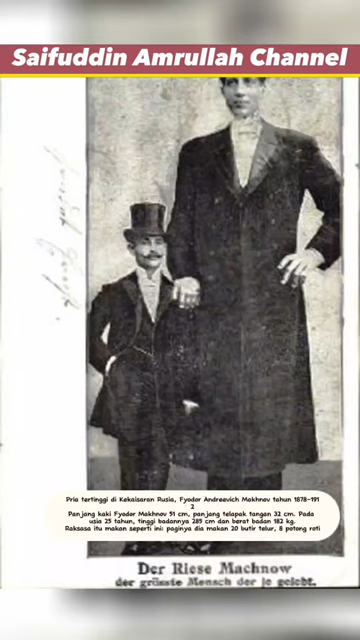 Saifuddin Amrullah Channel
Pria tertinggi di Kekaisaran Rusia, Fyodor Andreevich Makhnov tahun 1878-191
2
Panjang kaki Fyodor Makhnov 51 cm, panjang telapak tangan 32 cm. Pada
usia 25 tahun, tinggi badannya 285 cm dan berat badan 182 kg.
Raksasa itu makan seperti ini: paginya dia makan 20 butir telur, 8 potong roti
Der Riese Machnow
der grösste Mensch der je gelebt.